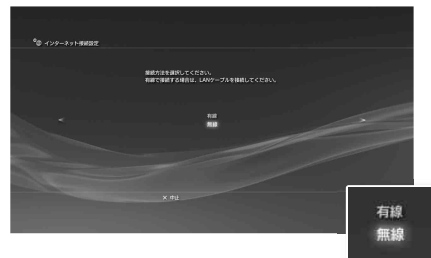 インターネット接続設定
接続方法を選択してください。
有線で接続する場合は、LANケーブルを接続してください。
有線
無線
× 中止
有線
無線